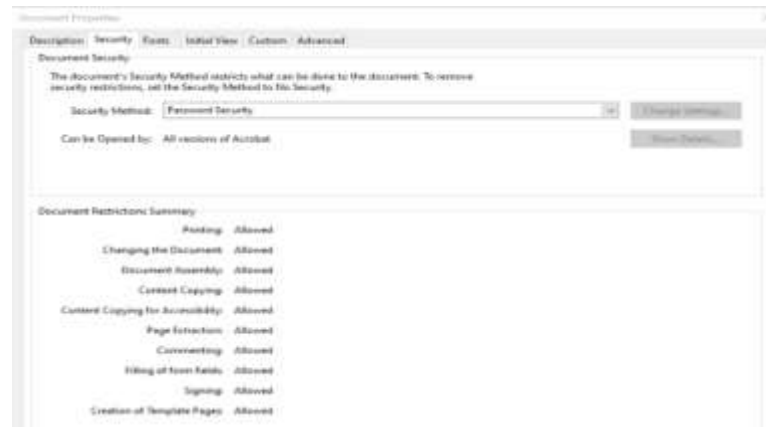 Document Properties
Description Security Fonts Initial View Custom Advanced
Document Security
The document's Security Method restricts what can be done to the document. To remove
security restrictions, set the Security Method to No Security.
Security Method: Password Security Change Settings...
Can be Opened by: All versions of Acrobat Show Details...
Document Restrictions Summary
Printing: Allowed
Changing the Document: Allowed
Document Assembly: Allowed
Content Copying: Allowed
Content Copying for Accessibility: Allowed
Page Extraction: Allowed
Commenting: Allowed
Filling of form fields: Allowed
Signing: Allowed
Creation of Template Pages: Allowed